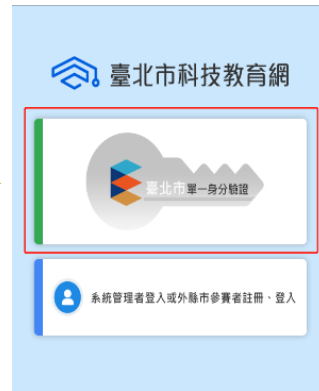 臺北市科技教育網
臺北市單一身分驗證
系統管理者登入或外縣市參賽者註冊、登入